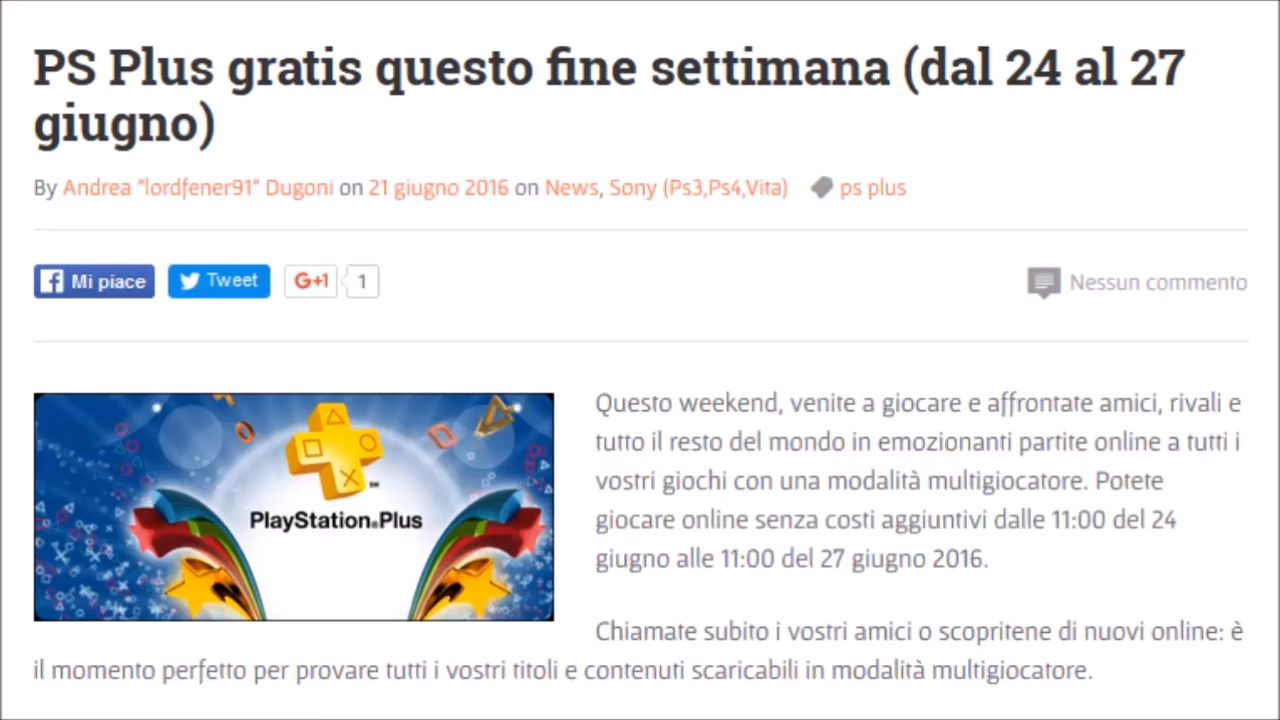 PS Plus gratis questo fine settimana (dal 24 al 27
giugno)
By Andrea "lordfener91" Dugoni on 21 giugno 2016 on News, Sony (Ps3,Ps4,Vita) ps plus
Mi piace Tweet G+1 1 Nessun commento
PlayStation®Plus
Questo weekend, venite a giocare e affrontate amici, rivali e
tutto il resto del mondo in emozionanti partite online a tutti i
vostri giochi con una modalità multigiocatore. Potete
giocare online senza costi aggiuntivi dalle 11:00 del 24
giugno alle 11:00 del 27 giugno 2016.
Chiamate subito i vostri amici o scopritene di nuovi online: è
il momento perfetto per provare tutti i vostri titoli e contenuti scaricabili in modalità multigiocatore.